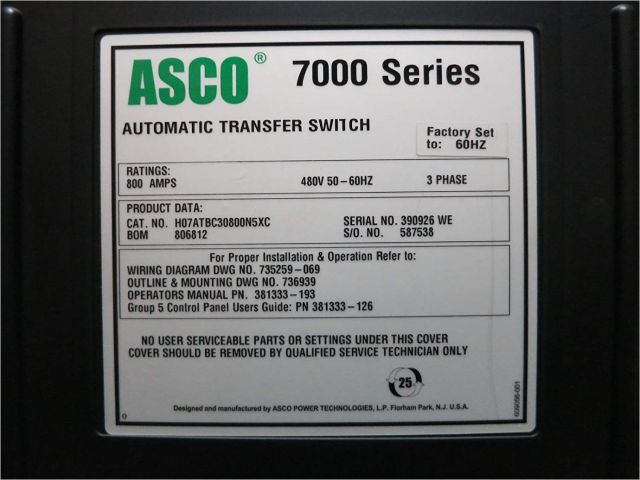 ASCO® 7000 Series
AUTOMATIC TRANSFER SWITCH
Factory Set
to: 60HZ
RATINGS:
800 AMPS 480V 50-60HZ 3 PHASE
PRODUCT DATA:
CAT. NO. H07ATBC30800N5XC SERIAL NO. 390926 WE
BOM 806812 S/O. NO. 587538
For Proper Installation & Operation Refer to:
WIRING DIAGRAM DWG NO. 735259-069
OUTLINE & MOUNTING DWG NO. 736939
OPERATORS MANUAL PN. 381333-193
Group 5 Control Panel Users Guide: PN 381333-126
NO USER SERVICEABLE PARTS OR SETTINGS UNDER THIS COVER
COVER SHOULD BE REMOVED BY QUALIFIED SERVICE TECHNICIAN ONLY
25
Designed and manufactured by ASCO POWER TECHNOLOGIES, L.P. Florham Park, N.J. U.S.A.